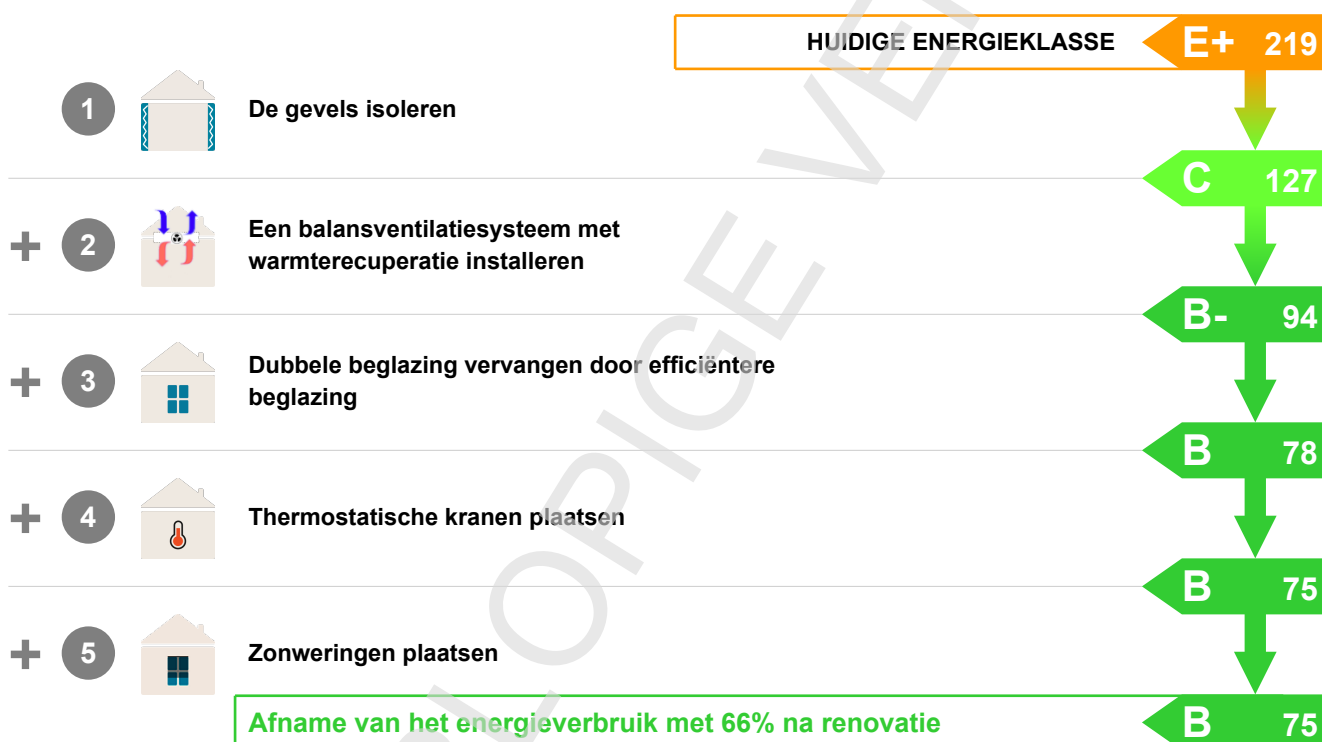 HUIDIGE ENERGIEKLASSE E+ 219
1 De gevels isoleren
C 127
+ 2 Een balansventilatiesysteem met
warmterecuperatie installeren
B- 94
+ 3 Dubbele beglazing vervangen door efficiëntere
beglazing
B 78
+ 4 Thermostatische kranen plaatsen
B 75
+ 5 Zonweringen plaatsen
Afname van het energieverbruik met 66% na renovatie B 75